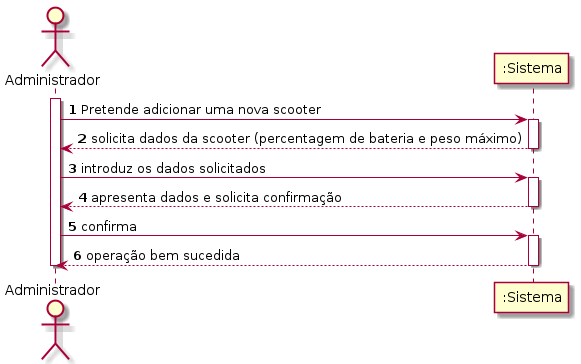 Administrador
:Sistema
1 Pretende adicionar uma nova scooter
2 solicita dados da scooter (percentagem de bateria e peso máximo)
3 introduz os dados solicitados
4 apresenta dados e solicita confirmação
5 confirma
6 operação bem sucedida
Administrador
:Sistema